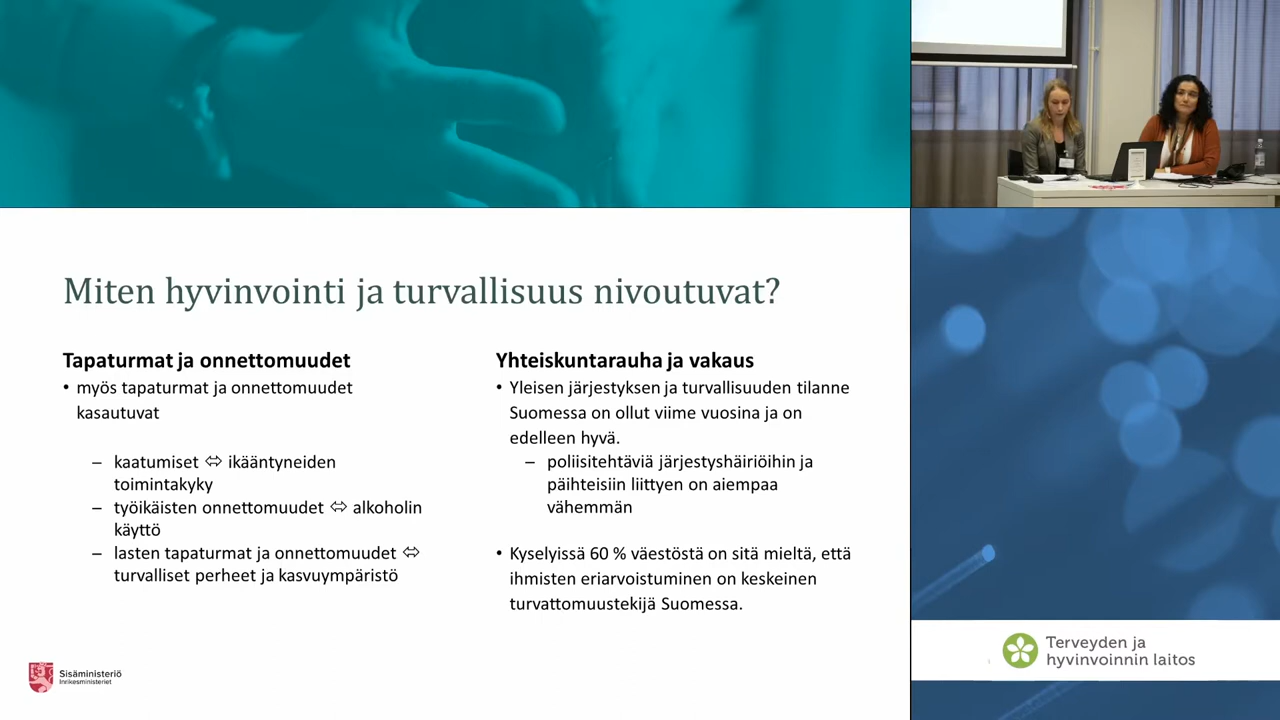 Miten hyvinvointi ja turvallisuus nivoutuvat?
Tapaturmat ja onnettomuudet
• myös tapaturmat ja onnettomuudet
kasautuvat
– kaatumiset ⬄ ikääntyneiden
toimintakyky
– työikäisten onnettomuudet ⬄ alkoholin
käyttö
– lasten tapaturmat ja onnettomuudet ⬄
turvalliset perheet ja kasvuympäristö
Yhteiskuntarauha ja vakaus
• Yleisen järjestyksen ja turvallisuuden tilanne
Suomessa on ollut viime vuosina ja on
edelleen hyvä.
– poliisitehtäviä järjestyshäiriöihin ja
päihteisiin liittyen on aiempaa
vähemmän
• Kyselyissä 60 % väestöstä on sitä mieltä, että
ihmisten eriarvoistuminen on keskeinen
turvattomuustekijä Suomessa.
Sisäministeriö
Inrikesministeriet
Terveyden ja
hyvinvoinnin laitos